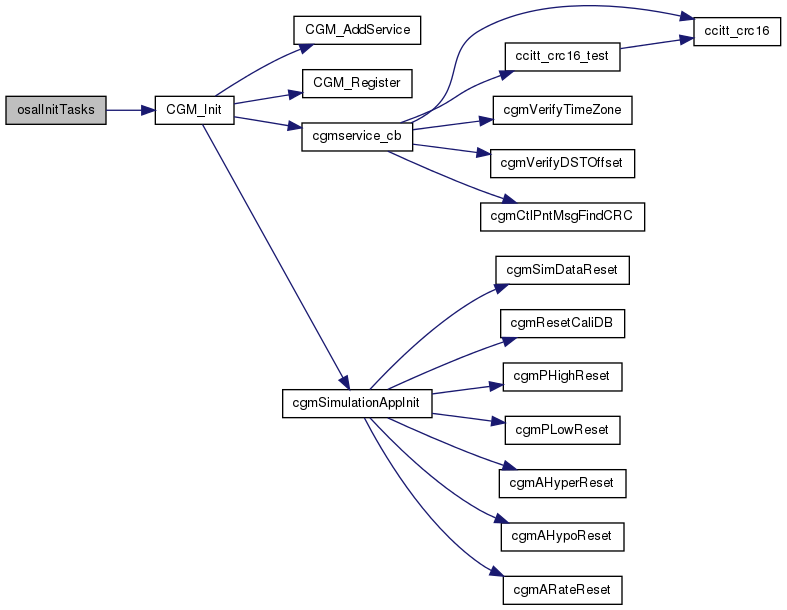 osalInitTasks
CGM_Init
CGM_AddService
CGM_Register
cgmservice_cb
ccitt_crc16_test
ccitt_crc16
cgmVerifyTimeZone
cgmVerifyDSTOffset
cgmCtlPntMsgFindCRC
cgmSimulationAppInit
cgmSimDataReset
cgmResetCaliDB
cgmPHighReset
cgmPLowReset
cgmAHyperReset
cgmAHypoReset
cgmARateReset